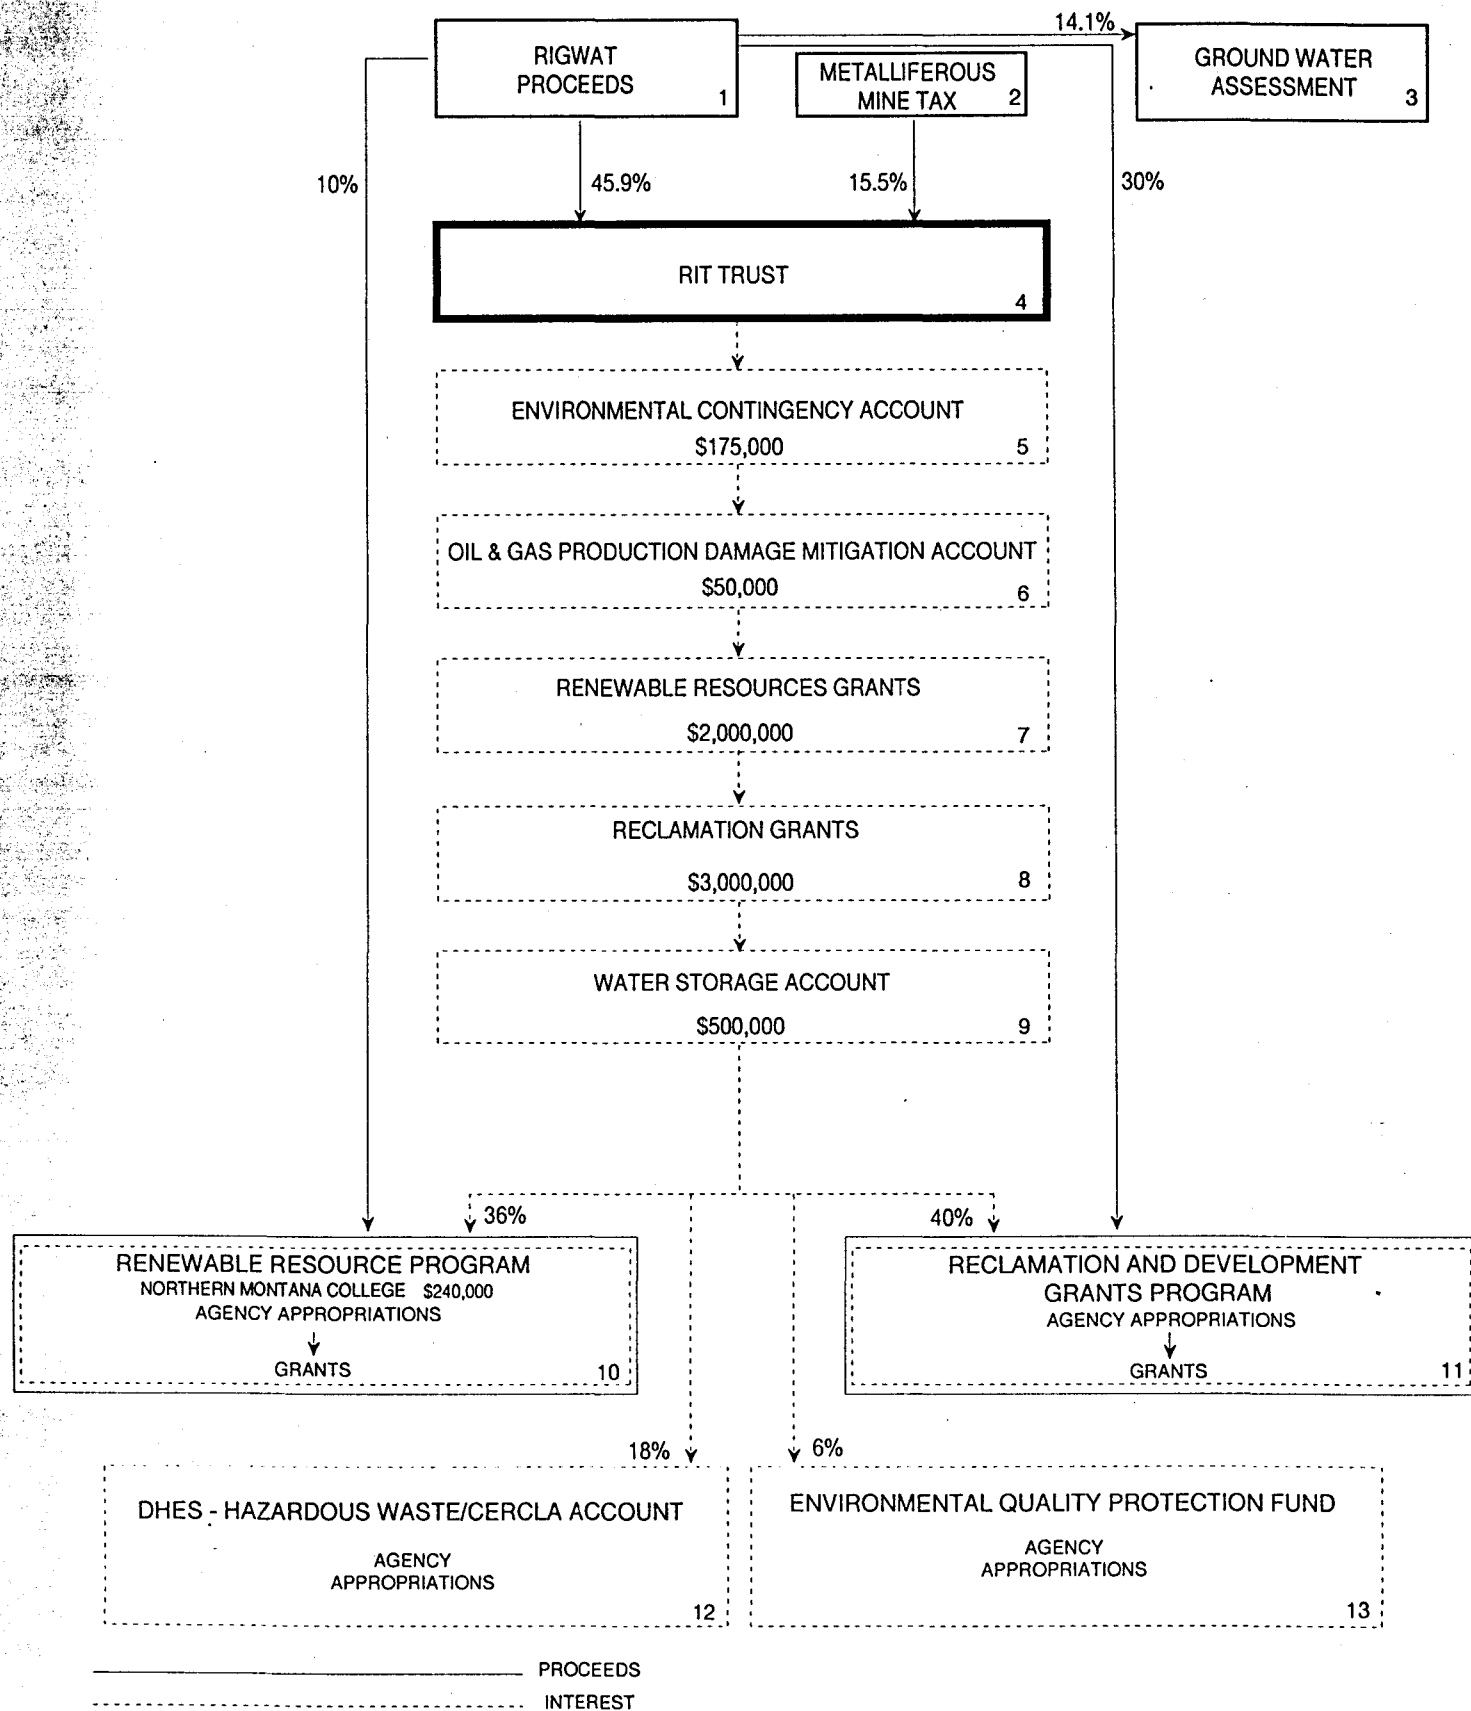 14.1%
RIGWAT
PROCEEDS
1
METALLIFEROUS
MINE TAX
2
GROUND WATER
ASSESSMENT
3
10%
45.9%
15.5%
30%
RIT TRUST
4
ENVIRONMENTAL CONTINGENCY ACCOUNT
$175,000
5
OIL & GAS PRODUCTION DAMAGE MITIGATION ACCOUNT
$50,000
6
RENEWABLE RESOURCES GRANTS
$2,000,000
7
RECLAMATION GRANTS
$3,000,000
8
WATER STORAGE ACCOUNT
$500,000
9
36%
40%
RENEWABLE RESOURCE PROGRAM
NORTHERN MONTANA COLLEGE $240,000
AGENCY APPROPRIATIONS
GRANTS
10
RECLAMATION AND DEVELOPMENT
GRANTS PROGRAM
AGENCY APPROPRIATIONS
GRANTS
11
18%
6%
DHES - HAZARDOUS WASTE/CERCLA ACCOUNT
AGENCY
APPROPRIATIONS
12
ENVIRONMENTAL QUALITY PROTECTION FUND
AGENCY
APPROPRIATIONS
13
PROCEEDS
INTEREST